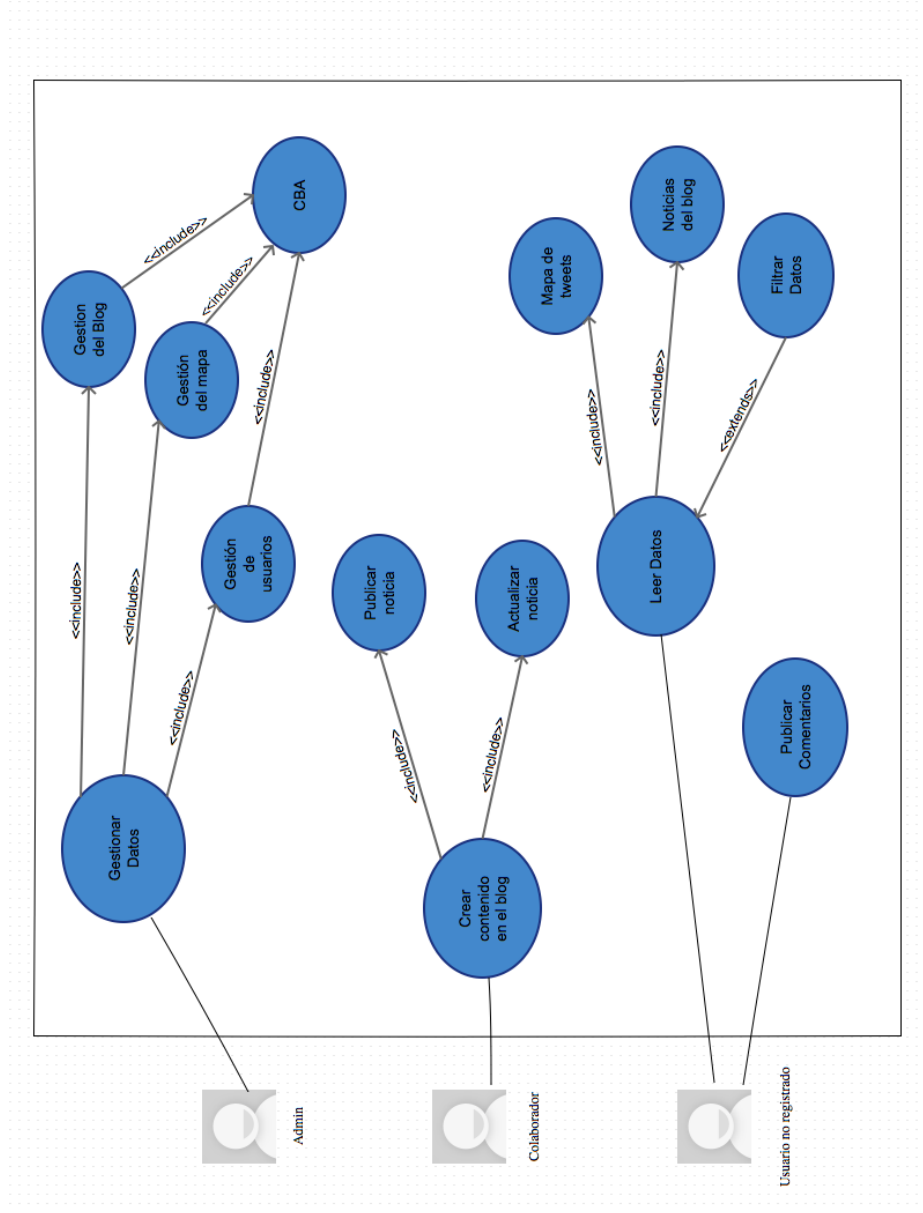 Gestion
del Blog
<<include>>
<<include>>
Gestión
del mapa
<<include>>
<<include>>
CBA
Gestionar
Datos
<<include>>
Gestión
de
usuarios
<<include>>
Admin
Publicar
noticia
<<include>>
Crear
contenido
en el blog
<<include>>
Actualizar
noticia
Colaborador
Mapa de
tweets
<<include>>
Leer Datos
<<include>>
Noticias
del blog
<<extends>>
Filtrar
Datos
Publicar
Comentarios
Usuario no registrado